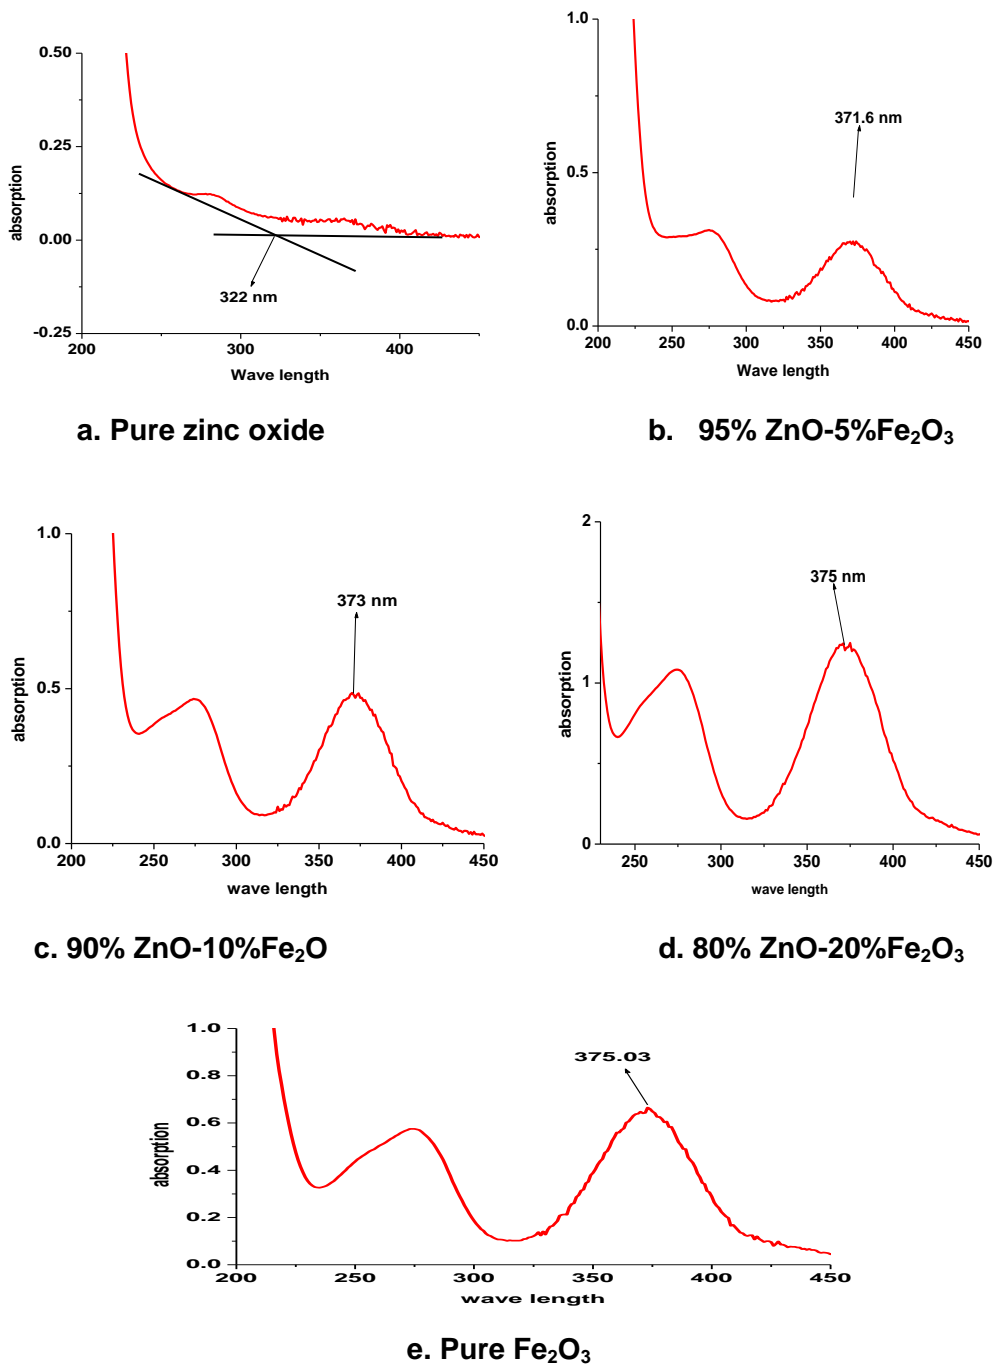 0.50
0.25
0.00
-0.25
absorption
322 nm
200
300
400
Wave length
a. Pure zinc oxide
1.0
0.5
0.0
absorption
371.6 nm
200
250
300
350
400
450
Wave length
b. 95% ZnO-5%Fe₂O₃
1.0
0.5
0.0
absorption
373 nm
200
250
300
350
400
450
wave length
c. 90% ZnO-10%Fe₂O
2
1
0
absorption
375 nm
250
300
350
400
450
wave length
d. 80% ZnO-20%Fe₂O₃
1.0
0.8
0.6
0.4
0.2
0.0
absorption
375.03
200
250
300
350
400
450
wave length
e. Pure Fe₂O₃